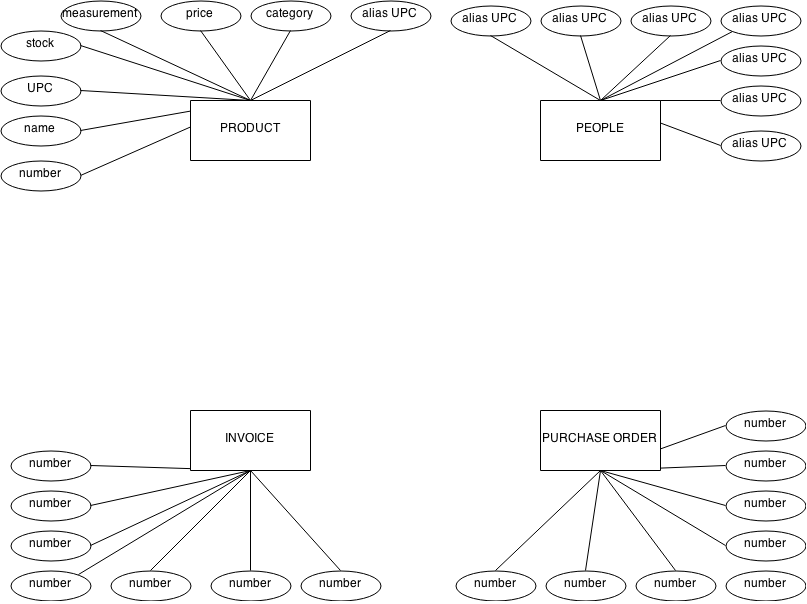 measurement
price
category
alias UPC
stock
UPC
name
number
PRODUCT
alias UPC
alias UPC
alias UPC
alias UPC
alias UPC
alias UPC
alias UPC
PEOPLE
INVOICE
number
number
number
number
number
number
number
PURCHASE ORDER
number
number
number
number
number
number
number
number